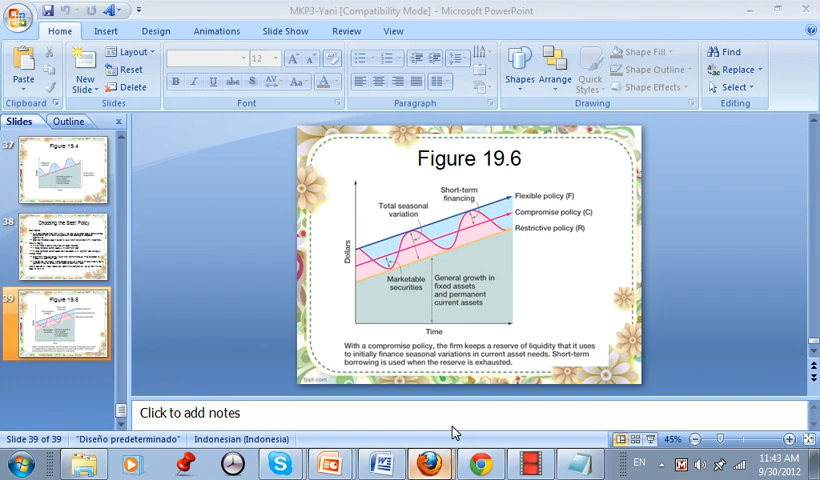 MKP3-Yani [Compatibility Mode] - Microsoft PowerPoint
Home Insert Design Animations Slide Show Review View
Paste
New Slide
Layout
Reset
Delete
12
B I U abc S AV Aa A
Shapes Arrange Quick Styles
Shape Fill
Shape Outline
Shape Effects
Find
Replace
Select
Clipboard Slides Font Paragraph Drawing Editing
Slides Outline
37
Figure 19.4
38
Choosing the Best Policy
39
Figure 19.6
Figure 19.6
Short-term
financing
Total seasonal
variation
Flexible policy (F)
Compromise policy (C)
Restrictive policy (R)
Dollars
Marketable
securities
General growth in
fixed assets
and permanent
current assets
Time
With a compromise policy, the firm keeps a reserve of liquidity that it uses
to initially finance seasonal variations in current asset needs. Short-term
borrowing is used when the reserve is exhausted.
fppt.com
Click to add notes
Slide 39 of 39 "Diseño predeterminado" Indonesian (Indonesia) 45%
EN
11:43 AM
9/30/2012